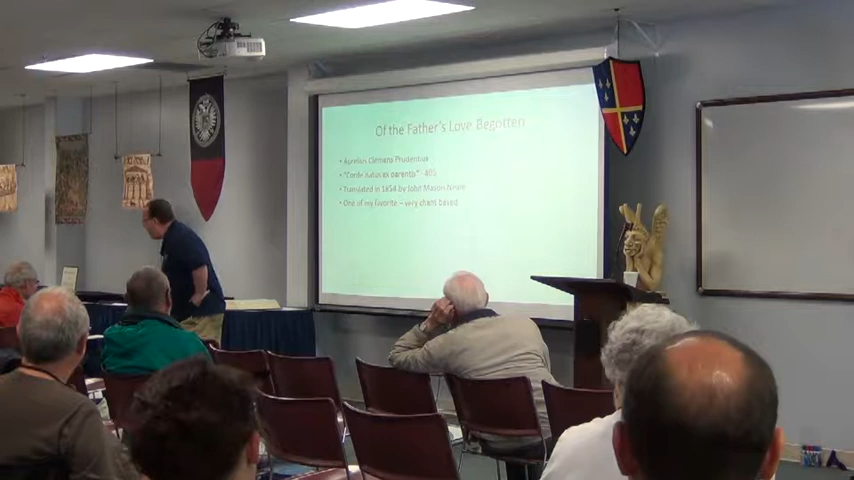 Of the Father's Love Begotten
• Aurelius Clemens Prudentius
• "Corde natus ex parentis" - 405
• Translated in 1854 by John Mason Neale
• One of my favorite – very chant based